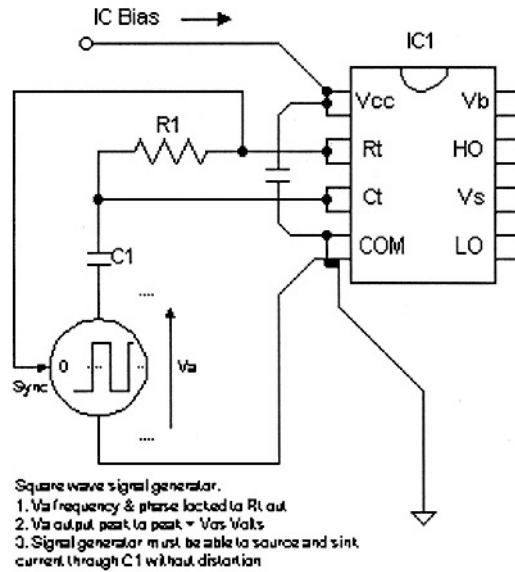 IC Bias
IC1
Vcc
Vb
R1
Rt
HO
Ct
Vs
C1
COM
LO
0
Va
Sync
Square wave signal generator.
1. Va frequency & phase locked to Rt out
2. Va output peak to peak = Vas Volts
3. Signal generator must be able to source and sink
current through C1 without distortion